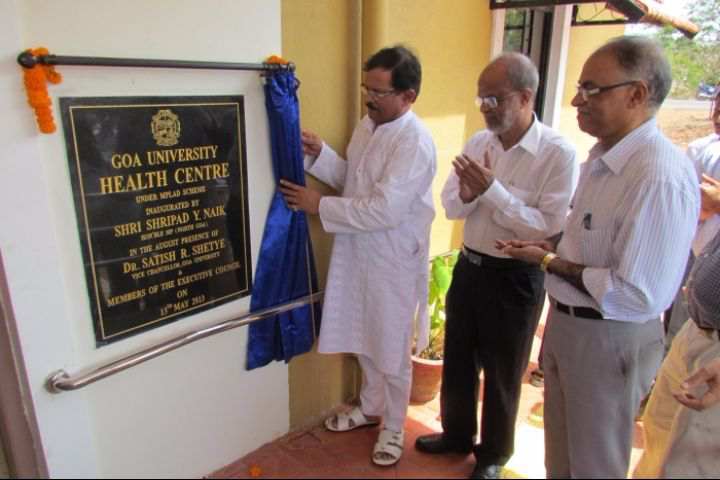 GOA UNIVERSITY
HEALTH CENTRE
UNDER MPLAD SCHEME
INAUGURATED BY
SHRI SHRIPAD Y. NAIK
HON'BLE MP (NORTH GOA)
IN THE AUGUST PRESENCE OF
DR. SATISH R. SHETYE
VICE CHANCELLOR, GOA UNIVERSITY
&
MEMBERS OF THE EXECUTIVE COUNCIL
ON
13TH MAY 2013